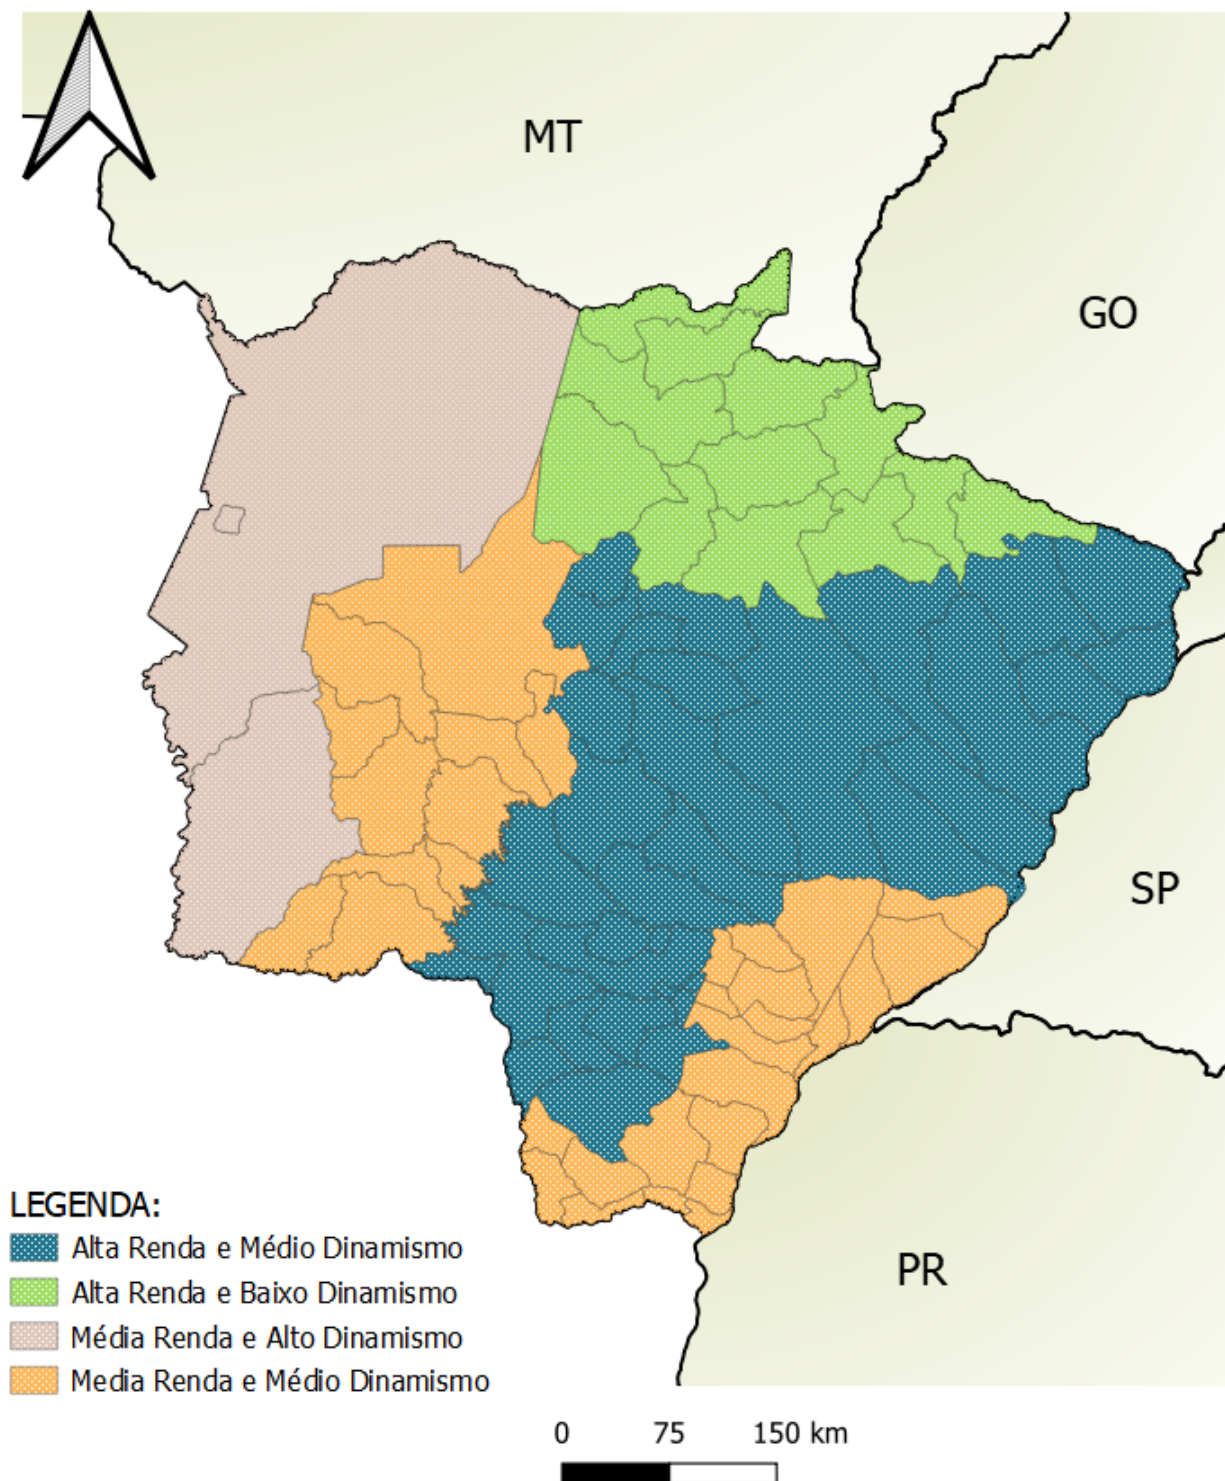 MT
GO
SP
PR
LEGENDA:
Alta Renda e Médio Dinamismo
Alta Renda e Baixo Dinamismo
Média Renda e Alto Dinamismo
Media Renda e Médio Dinamismo
0 75 150 km